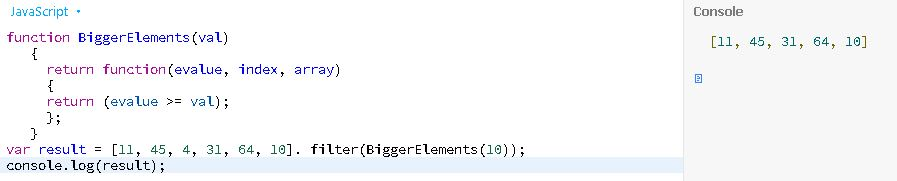 JavaScript
function BiggerElements(val)
{
return function(evalue, index, array)
{
return (evalue >= val);
};
}
var result = [11, 45, 4, 31, 64, 10]. filter(BiggerElements(10));
console.log(result);
Console
[11, 45, 31, 64, 10]